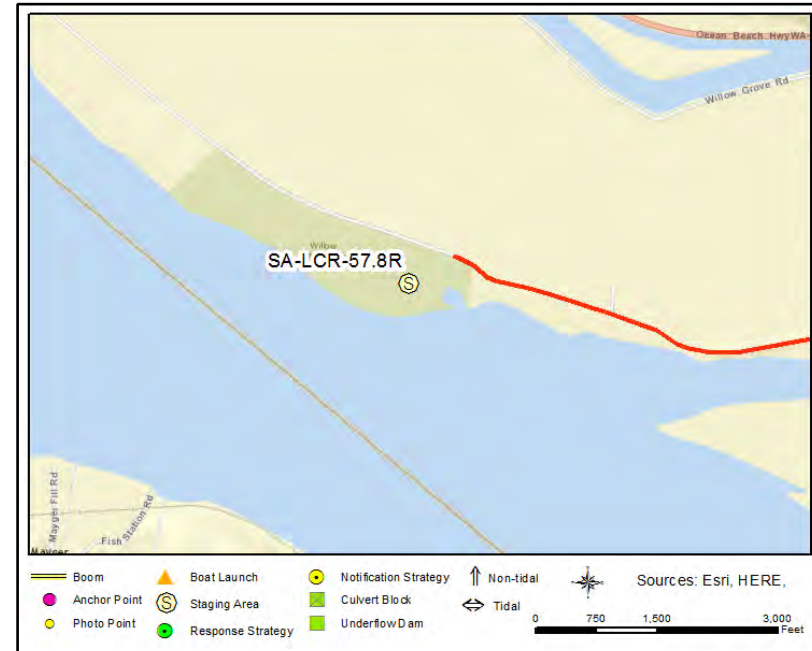 Ocean Beach HwyWA-
Willow Grove Rd
Willow
SA-LCR-57.8R
S
Mayger Fill Rd
Fish Station Rd
Mayger
Boom
Boat Launch
Notification Strategy
Non-tidal
Sources: Esri, HERE,
Anchor Point
S
Staging Area
Culvert Block
Tidal
Photo Point
Response Strategy
Underflow Dam
0 750 1,500 3,000
Feet